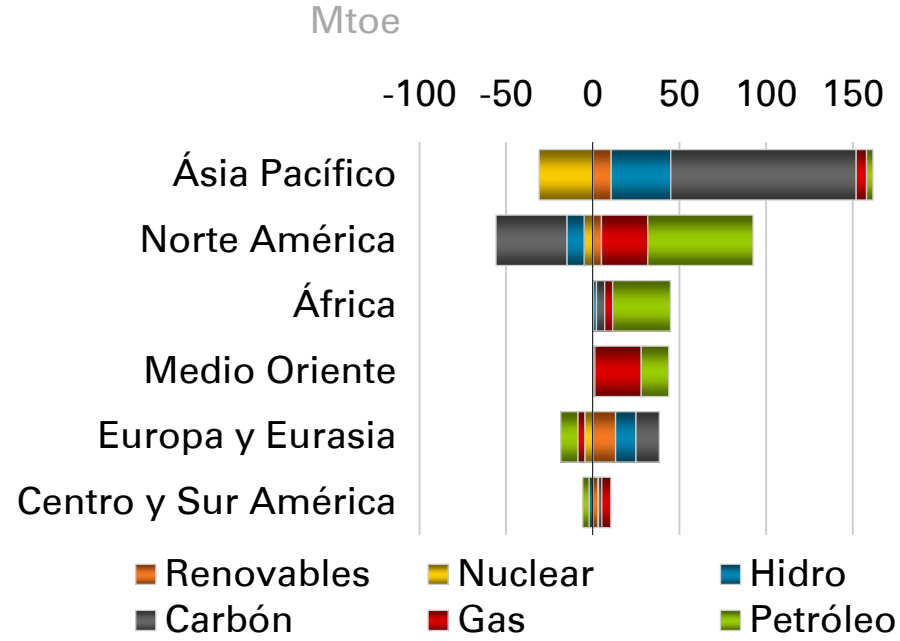 Mtoe
-100 -50 0 50 100 150
Ásia Pacífico
Norte América
África
Medio Oriente
Europa y Eurasia
Centro y Sur América
Renovables Nuclear Hidro
Carbón Gas Petróleo